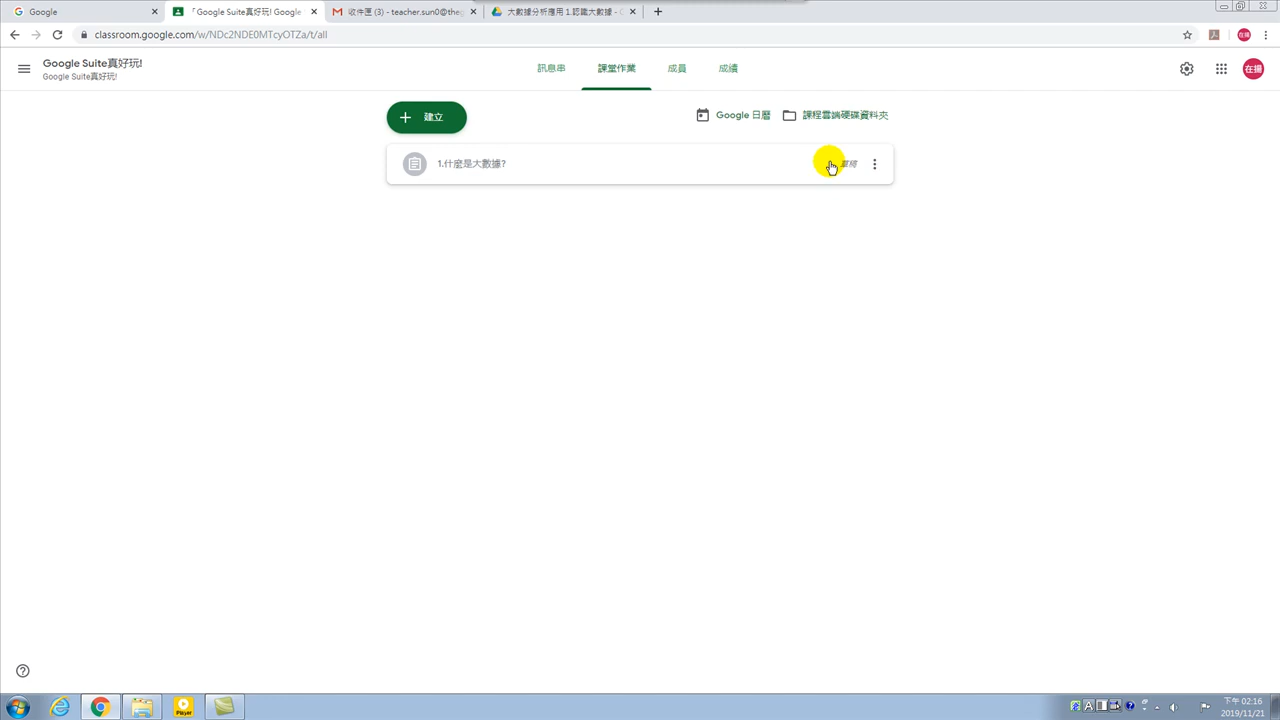 Google
「Google Suite真好玩! Google
收件匣 (3) - teacher.sun0@the
大數據分析應用 1.認識大數據 -
classroom.google.com/w/NDc2NDE0MTcyOTZa/t/all
在揚
Google Suite真好玩!
Google Suite真好玩!
訊息串
課堂作業
成員
成績
在揚
建立
Google 日曆
課程雲端硬碟資料夾
1.什麼是大數據?
草稿
Player
下午 02:16
2019/11/21